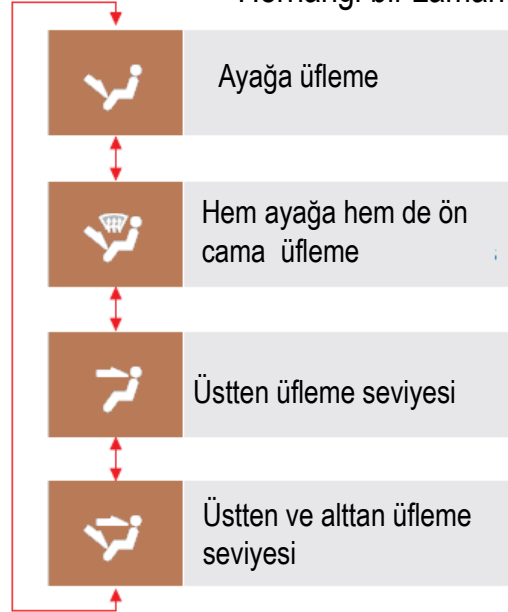 Ayağa üfleme
Hem ayağa hem de ön
cama üfleme
Üstten üfleme seviyesi
Üstten ve alttan üfleme
seviyesi